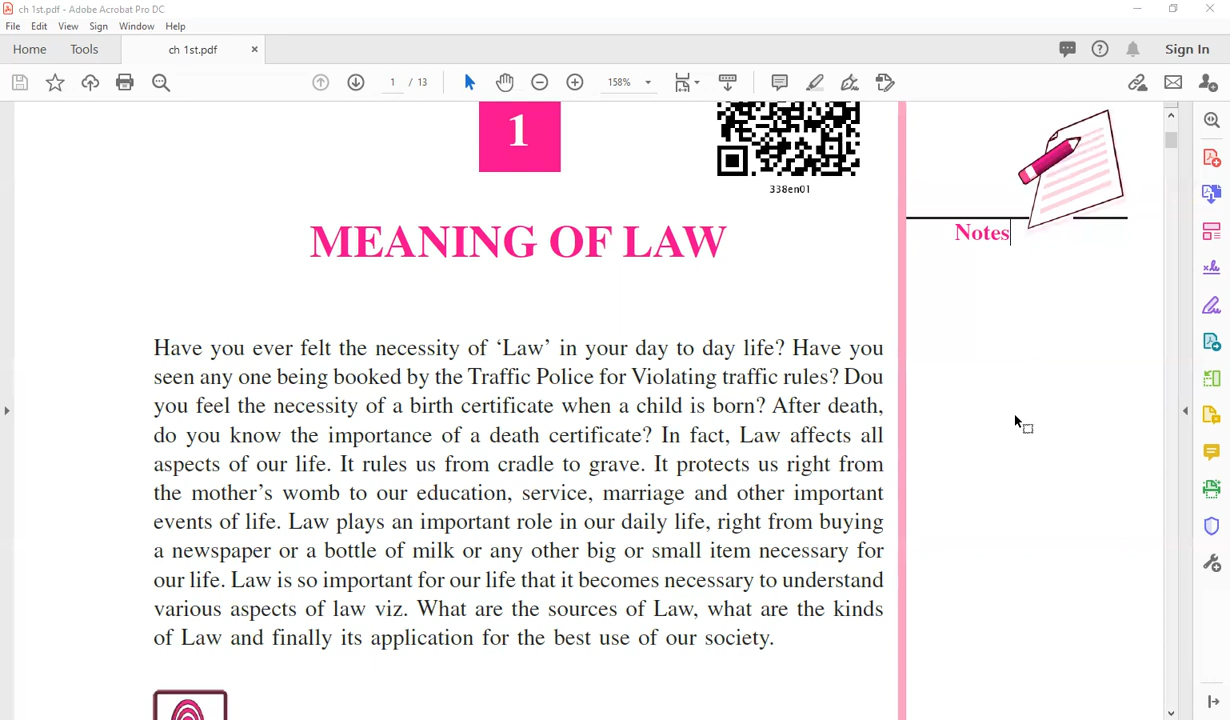 ch 1st.pdf - Adobe Acrobat Pro DC
File Edit View Sign Window Help
Home Tools ch 1st.pdf × Sign In
1 / 13 158%
1
338en01
MEANING OF LAW
Notes
Have you ever felt the necessity of ‘Law’ in your day to day life? Have you
seen any one being booked by the Traffic Police for Violating traffic rules? Dou
you feel the necessity of a birth certificate when a child is born? After death,
do you know the importance of a death certificate? In fact, Law affects all
aspects of our life. It rules us from cradle to grave. It protects us right from
the mother’s womb to our education, service, marriage and other important
events of life. Law plays an important role in our daily life, right from buying
a newspaper or a bottle of milk or any other big or small item necessary for
our life. Law is so important for our life that it becomes necessary to understand
various aspects of law viz. What are the sources of Law, what are the kinds
of Law and finally its application for the best use of our society.